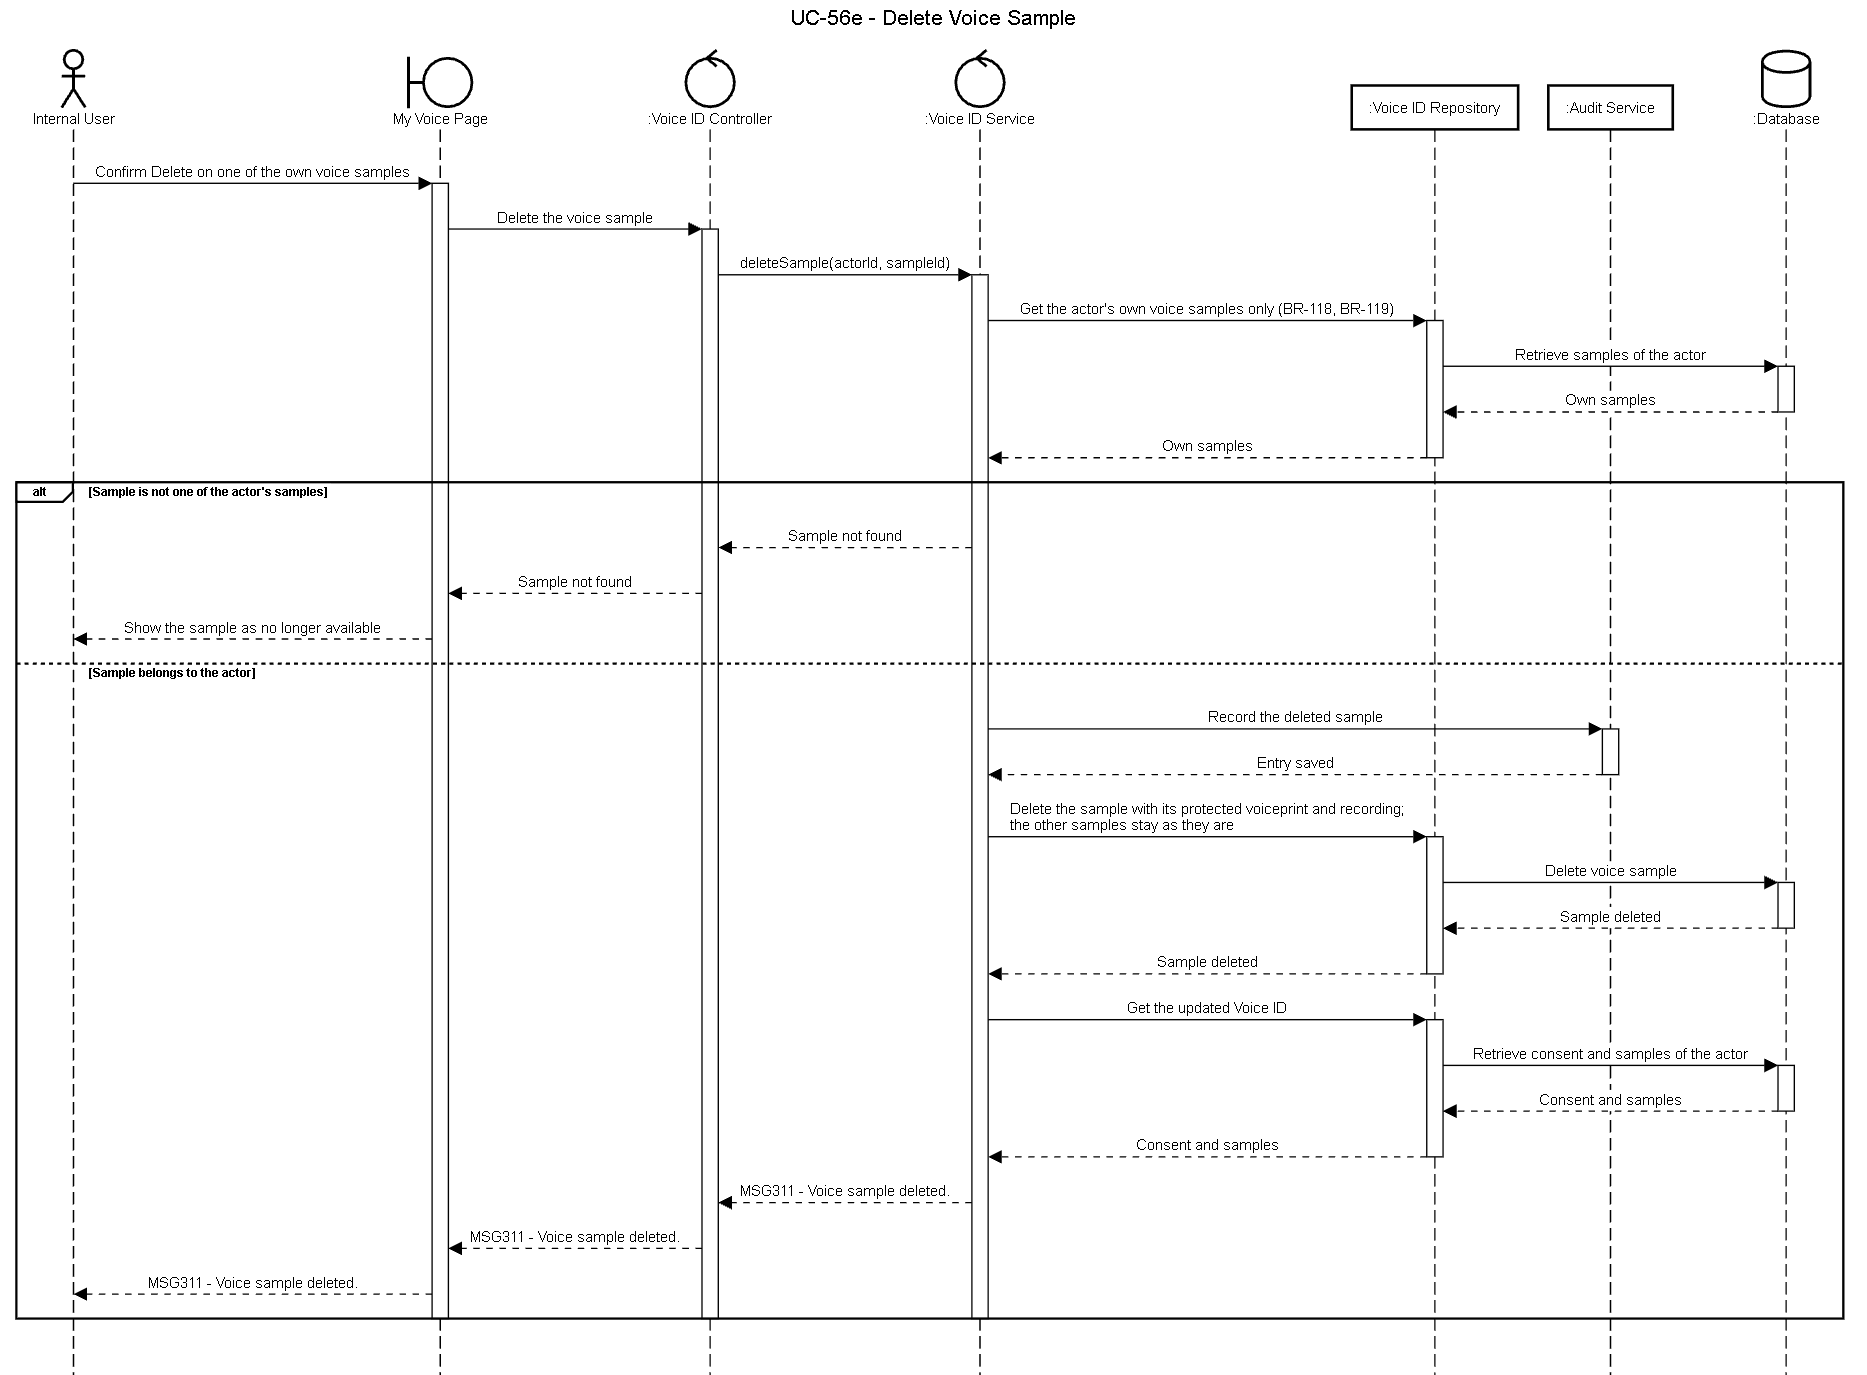 UC-56e - Delete Voice Sample
Internal User
My Voice Page
:Voice ID Controller
:Voice ID Service
:Voice ID Repository
:Audit Service
:Database
Confirm Delete on one of the own voice samples
Delete the voice sample
deleteSample(actorId, sampleId)
Get the actor's own voice samples only (BR-118, BR-119)
Retrieve samples of the actor
Own samples
Own samples
alt
[Sample is not one of the actor's samples]
Sample not found
Sample not found
Show the sample as no longer available
[Sample belongs to the actor]
Record the deleted sample
Entry saved
Delete the sample with its protected voiceprint and recording;
the other samples stay as they are
Delete voice sample
Sample deleted
Sample deleted
Get the updated Voice ID
Retrieve consent and samples of the actor
Consent and samples
Consent and samples
MSG311 - Voice sample deleted.
MSG311 - Voice sample deleted.
MSG311 - Voice sample deleted.